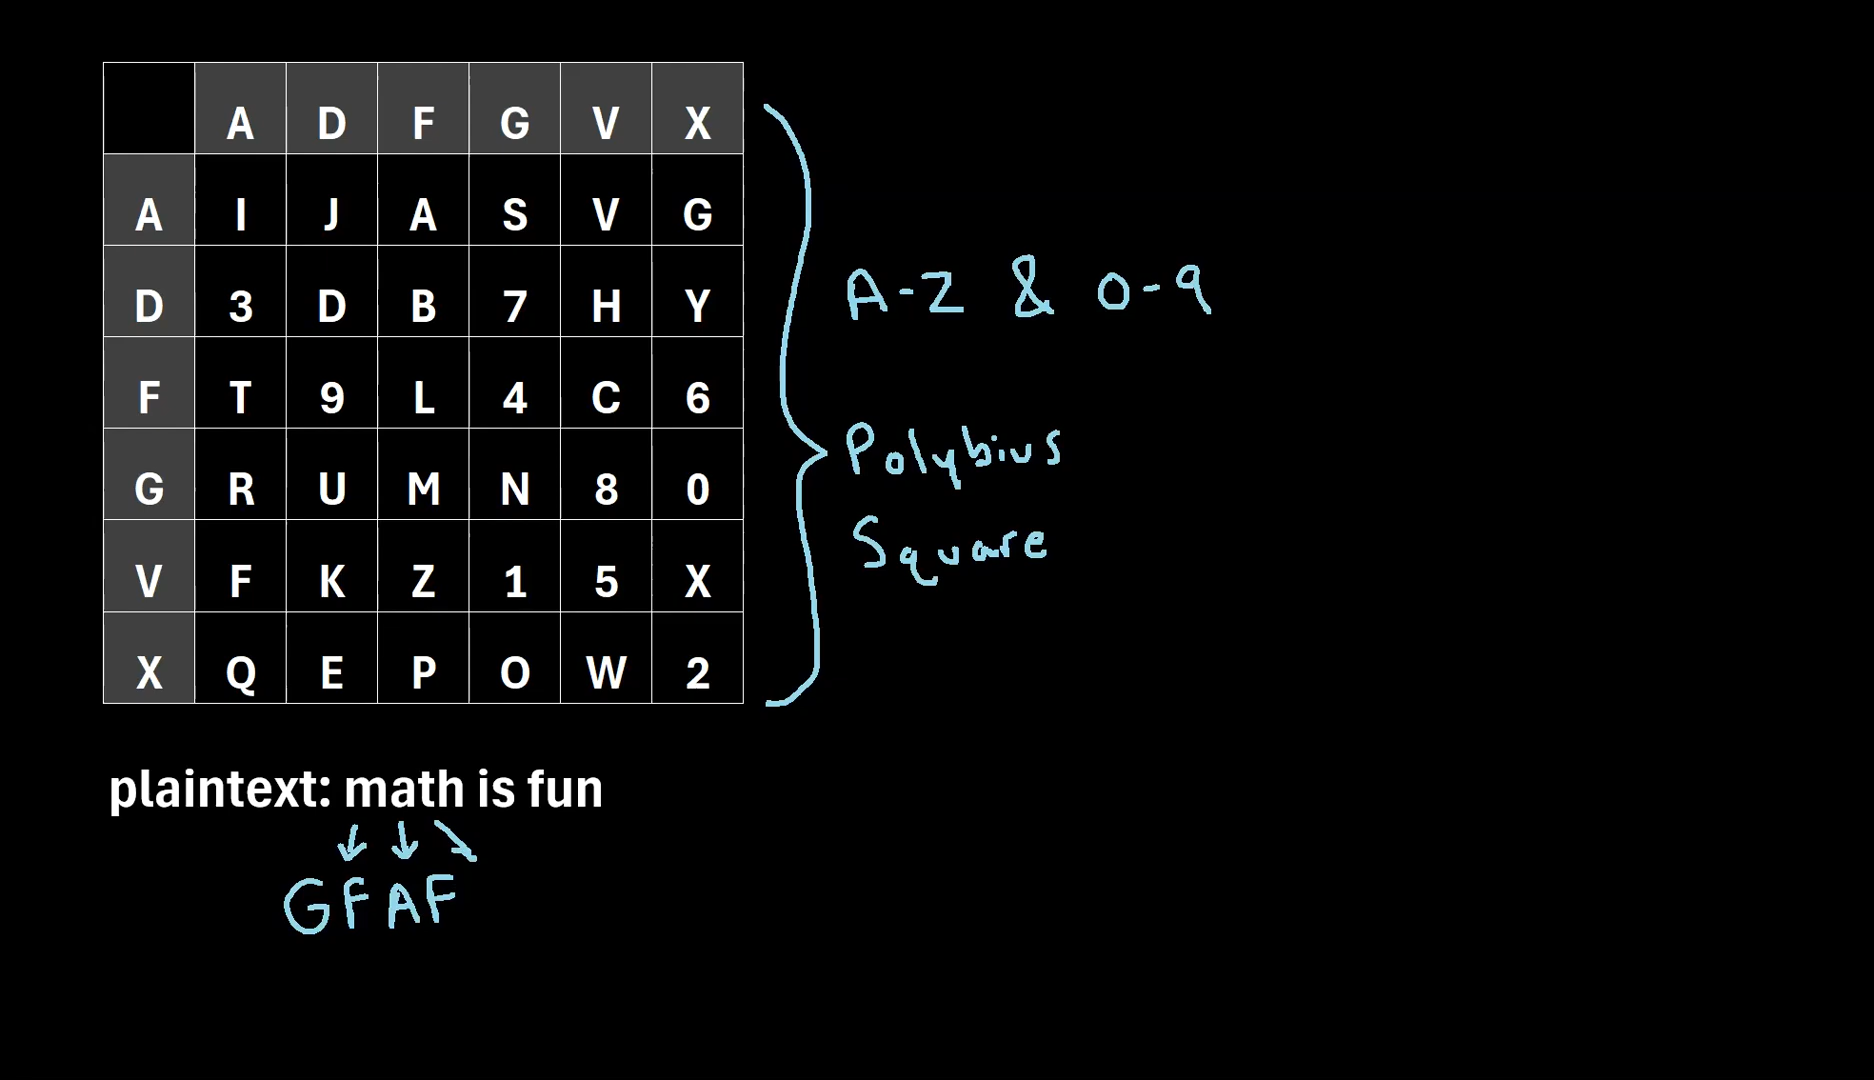 A D F G V X
A I J A S V G
D 3 D B 7 H Y
F T 9 L 4 C 6
G R U M N 8 0
V F K Z 1 5 X
X Q E P O W 2
A-Z & 0-9
Polybius
Square
plaintext: math is fun
GFAF